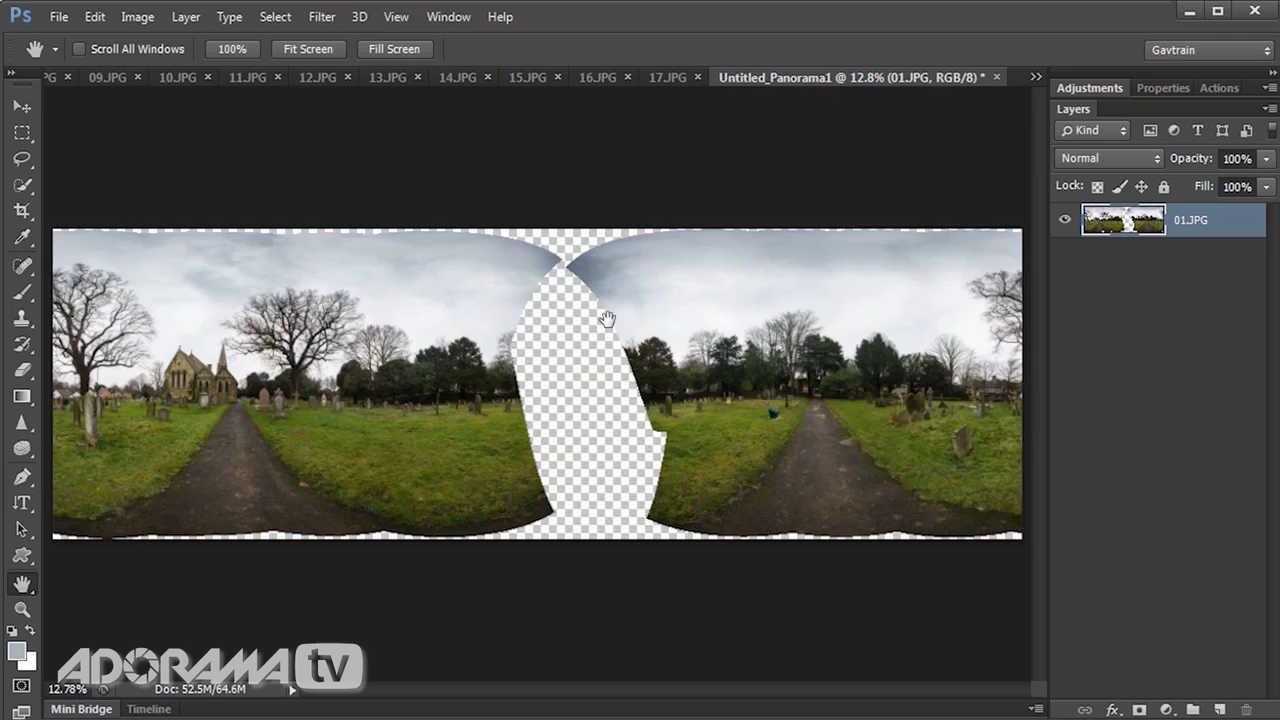 Ps File Edit Image Layer Type Select Filter 3D View Window Help
Scroll All Windows 100% Fit Screen Fill Screen Gavtrain
PG × 09.JPG × 10.JPG × 11.JPG × 12.JPG × 13.JPG × 14.JPG × 15.JPG × 16.JPG × 17.JPG × Untitled_Panorama1 @ 12.8% (01.JPG, RGB/8) * ×
Adjustments Properties Actions
Layers
Kind
Normal Opacity: 100%
Lock: Fill: 100%
01.JPG
ADORAMA tv
12.78% Doc: 52.5M/64.6M
Mini Bridge Timeline